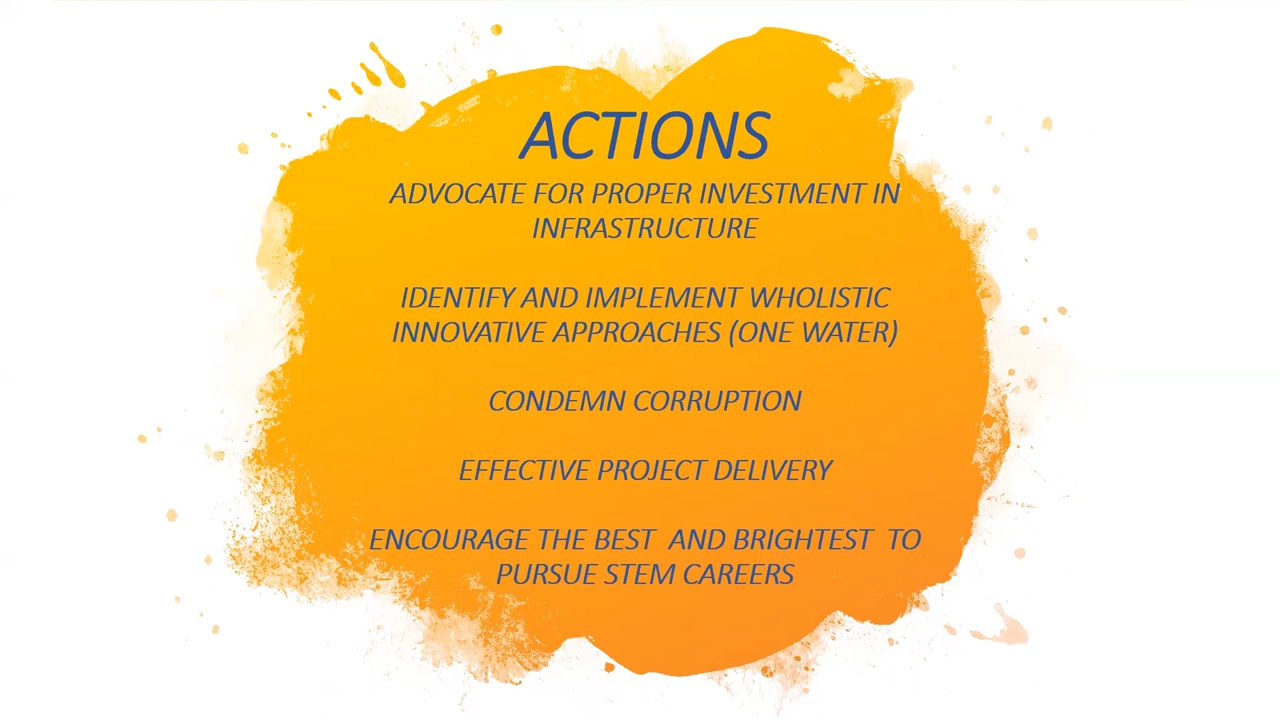 ACTIONS
ADVOCATE FOR PROPER INVESTMENT IN
INFRASTRUCTURE
IDENTIFY AND IMPLEMENT WHOLISTIC
INNOVATIVE APPROACHES (ONE WATER)
CONDEMN CORRUPTION
EFFECTIVE PROJECT DELIVERY
ENCOURAGE THE BEST  AND BRIGHTEST  TO
PURSUE STEM CAREERS